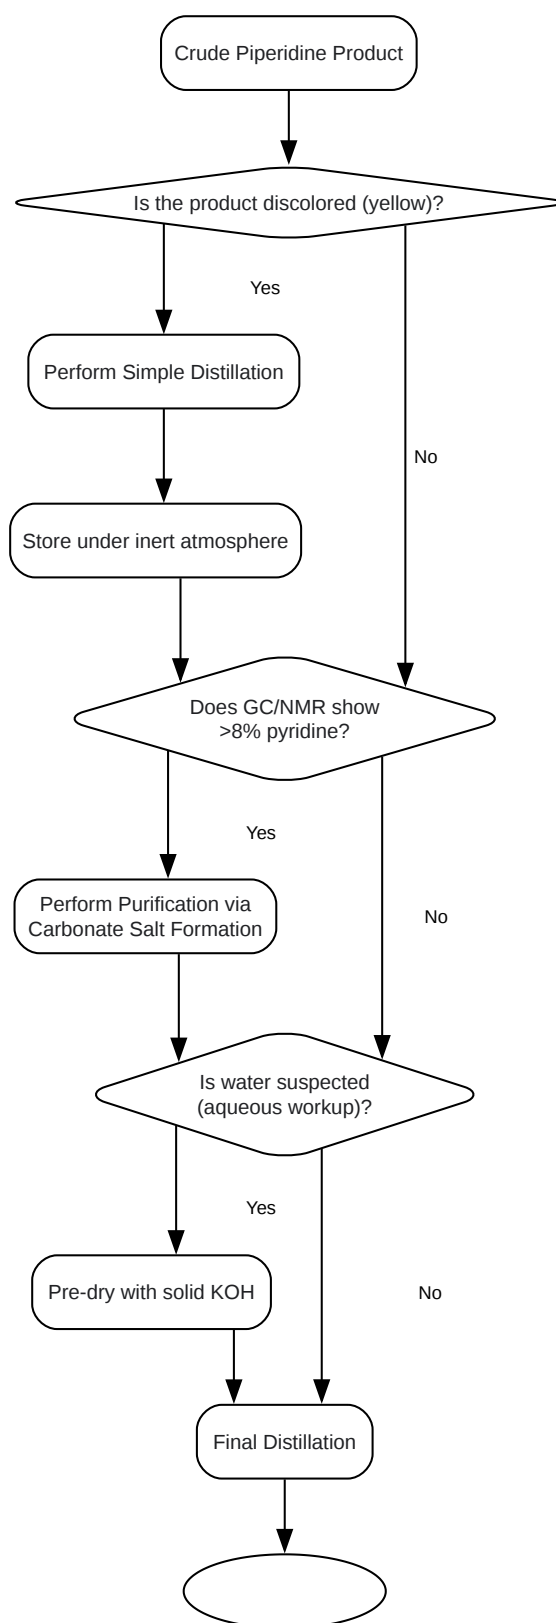 Crude Piperidine Product
Is the product discolored (yellow)?
Yes
Perform Simple Distillation
No
Store under inert atmosphere
Does GC/NMR show
>8% pyridine?
Yes
Perform Purification via
Carbonate Salt Formation
No
Is water suspected
(aqueous workup)?
Yes
Pre-dry with solid KOH
No
Final Distillation